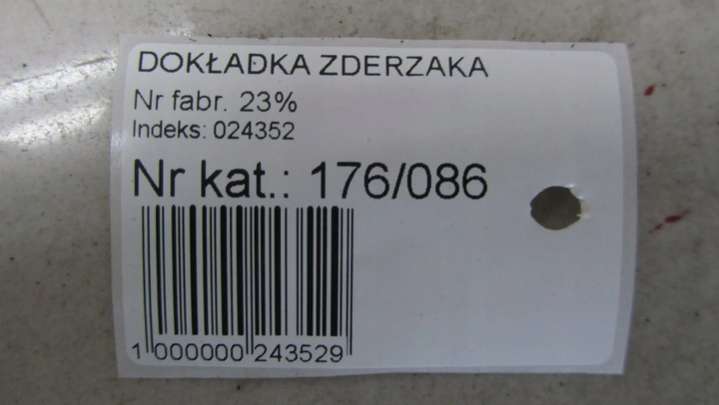 DOKŁADKA ZDERZAKA
Nr fabr. 23%
Indeks: 024352
Nr kat.: 176/086
1 000000 243529